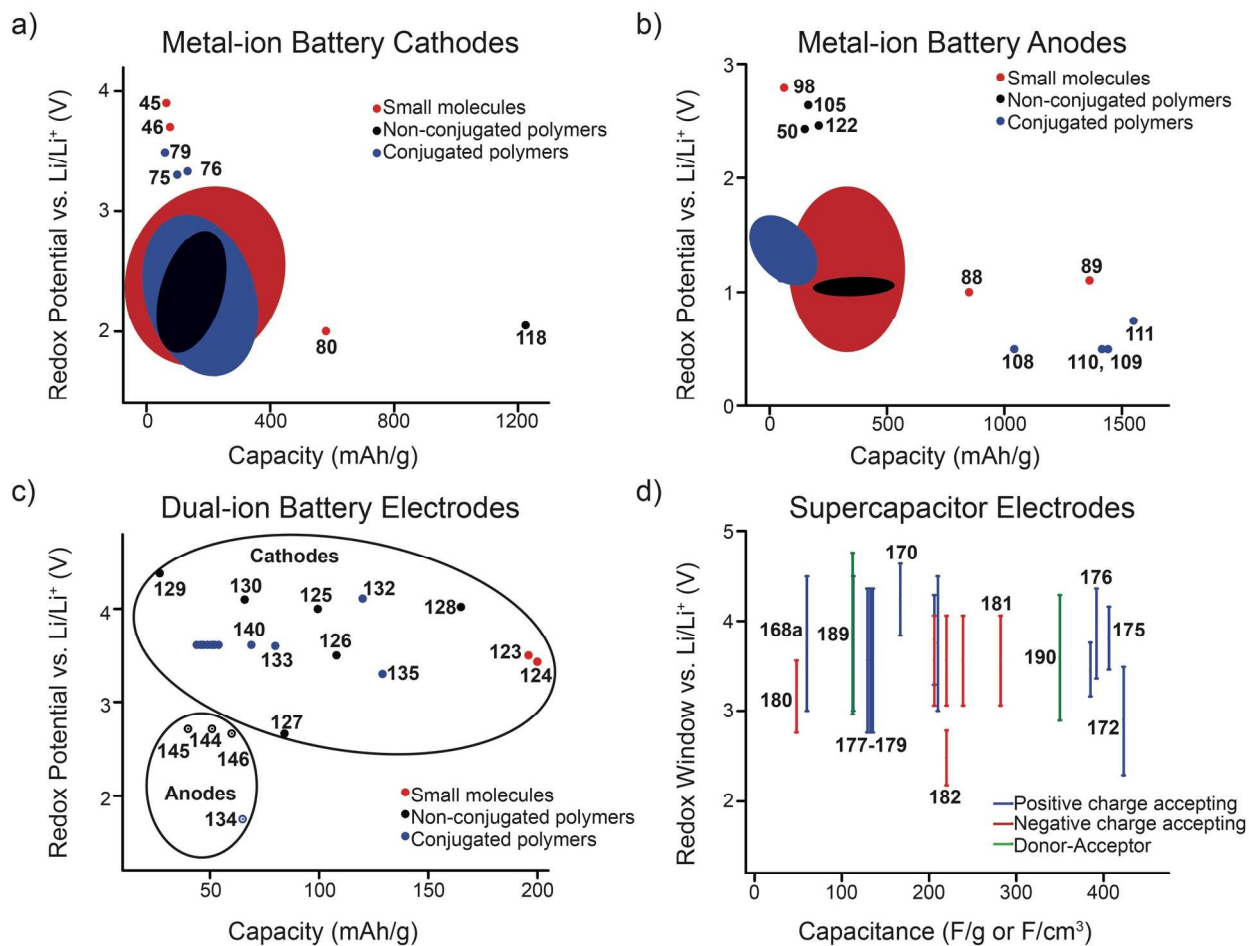 a)
Metal-ion Battery Cathodes
Redox Potential vs. Li/Li⁺ (V)
4
3
2
45
46
79
76
75
80
118
Small molecules
Non-conjugated polymers
Conjugated polymers
0
400
800
1200
Capacity (mAh/g)
b)
Metal-ion Battery Anodes
Redox Potential vs. Li/Li⁺ (V)
3
2
1
0
98
105
50
122
88
89
111
108
110, 109
Small molecules
Non-conjugated polymers
Conjugated polymers
0
500
1000
1500
Capacity (mAh/g)
c)
Dual-ion Battery Electrodes
Redox Potential vs. Li/Li⁺ (V)
4
3
2
Cathodes
129
130
125
132
128
140
126
133
135
123
124
127
145
144
146
Anodes
134
Small molecules
Non-conjugated polymers
Conjugated polymers
50
100
150
200
Capacity (mAh/g)
d)
Supercapacitor Electrodes
Redox Window vs. Li/Li⁺ (V)
5
4
3
2
170
176
168a
189
181
175
190
180
177-179
172
182
Positive charge accepting
Negative charge accepting
Donor-Acceptor
0
100
200
300
400
Capacitance (F/g or F/cm³)